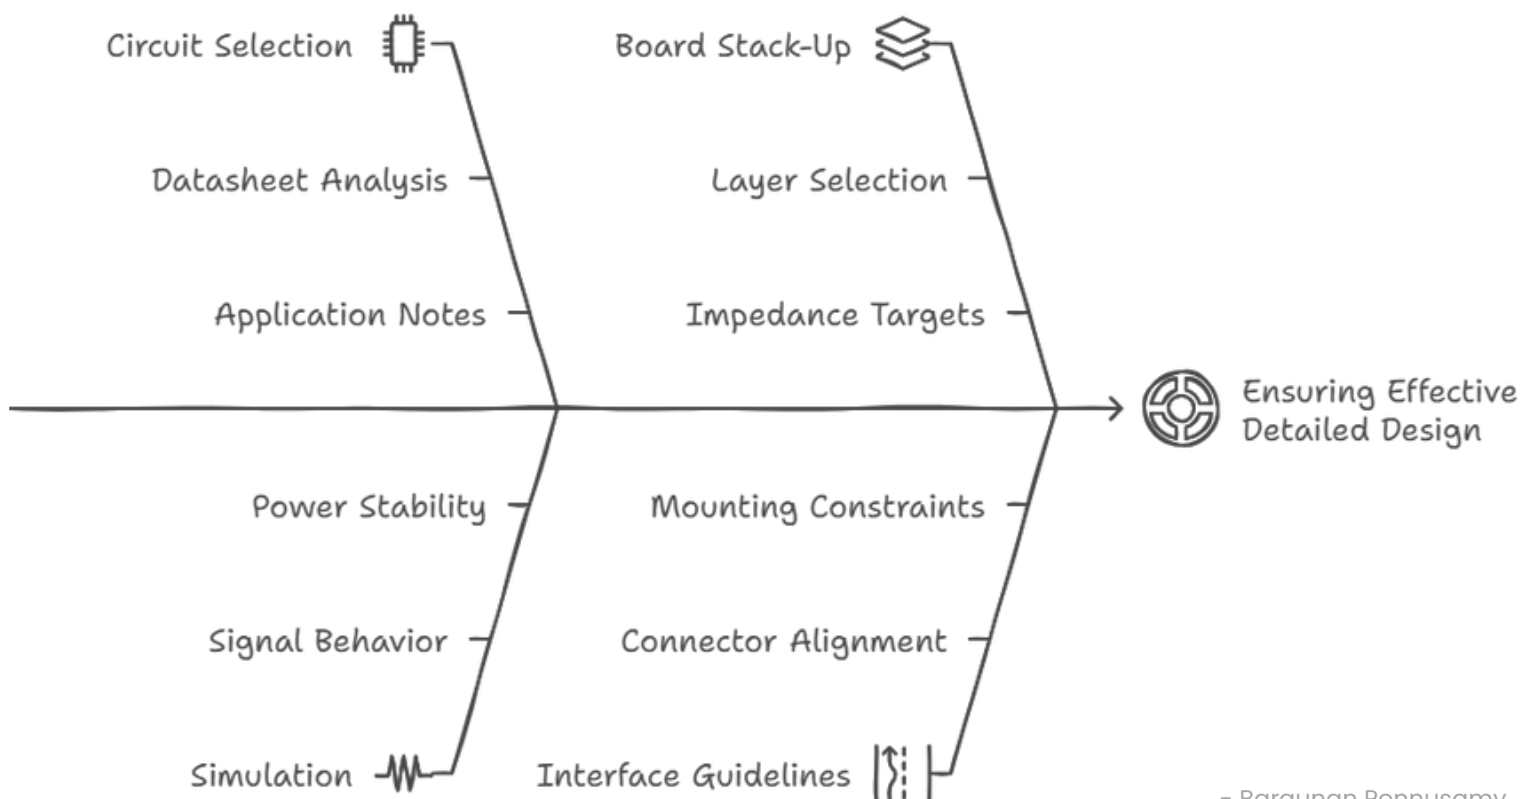 Circuit Selection
Board Stack-Up
Datasheet Analysis
Layer Selection
Application Notes
Impedance Targets
Ensuring Effective
Detailed Design
Power Stability
Mounting Constraints
Signal Behavior
Connector Alignment
Simulation
Interface Guidelines